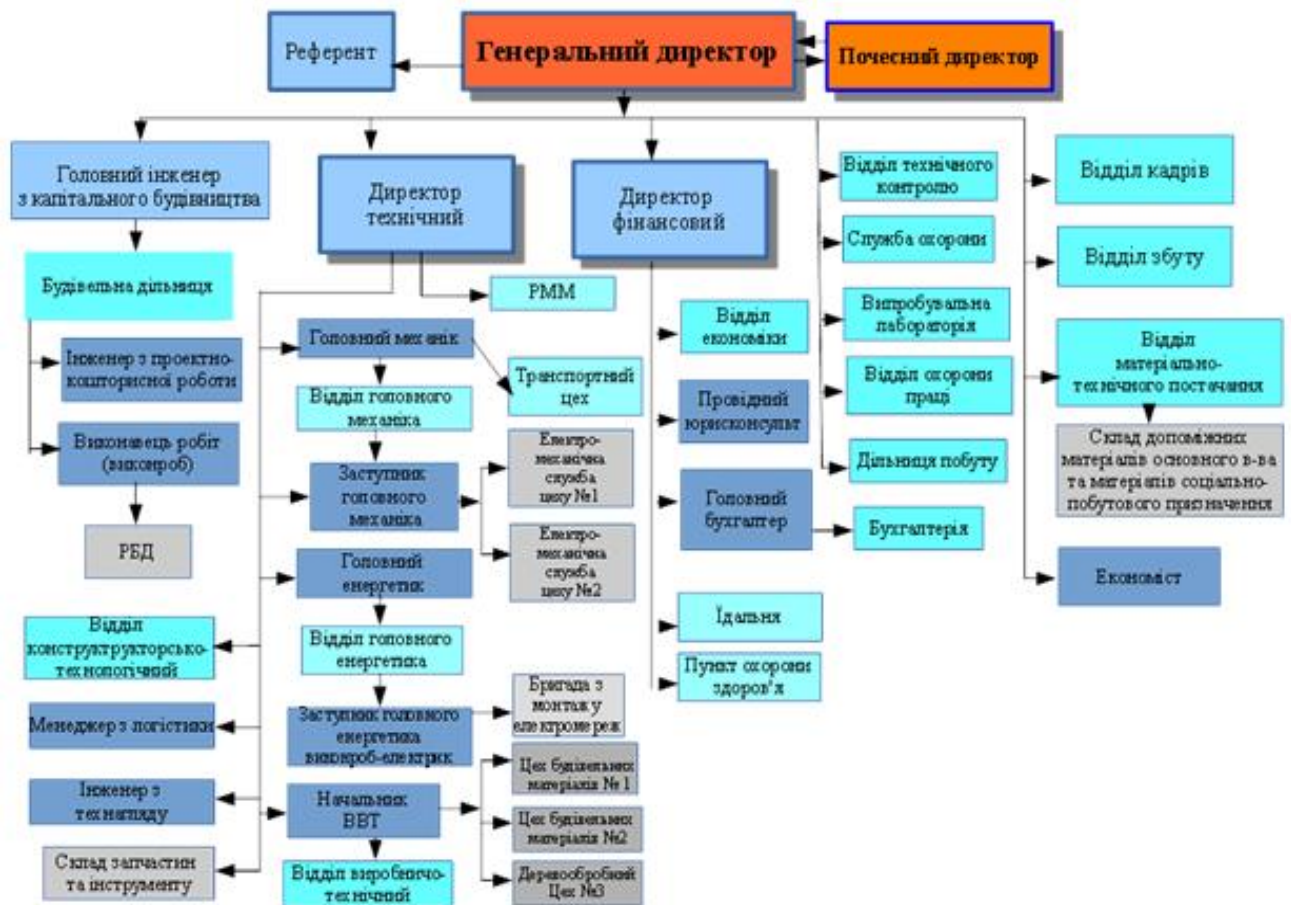 Референт
Генеральний директор
Почесний директор
Головний інженер
з капітального будівництва
Директор
технічний
Директор
фінансовий
Відділ технічного
контролю
Відділ кадрів
Служба охорони
Відділ збуту
Будівельна дільниця
РММ
Відділ
економіки
Випробувальна
лабораторія
Головний механік
Інженер з проектно-
кошторисної роботи
Транспортний
цех
Відділ
матеріально-
технічного постачання
Відділ охорони
праці
Провідний
юрисконсульт
Відділ головного
механіка
Виконавець робіт
(виконроб)
Електро-
механічна
служба
цеху №1
Склад допоміжних
матеріалів основного в-ва
та матеріалів соціально-
побутового призначення
Дільниця побуту
Заступник
головного
механіка
Головний
бухгалтер
Бухгалтерія
РБД
Електро-
механічна
служба
цеху №2
Головний
енергетик
Економіст
Їдальня
Відділ
конструктрукторсько-
технологічний
Відділ головного
енергетика
Пункт охорони
здоров'я
Бригада з
монтажу
електромереж
Менеджер з логістики
Заступник головного
енергетика
виконроб-електрик
Цех будівельних
матеріалів № 1
Інженер з
технагляду
Начальник
ВВТ
Цех будівельних
матеріалів №2
Склад запчастин
та інструменту
Відділ виробничо-
технічний
Деревообробний
Цех №3